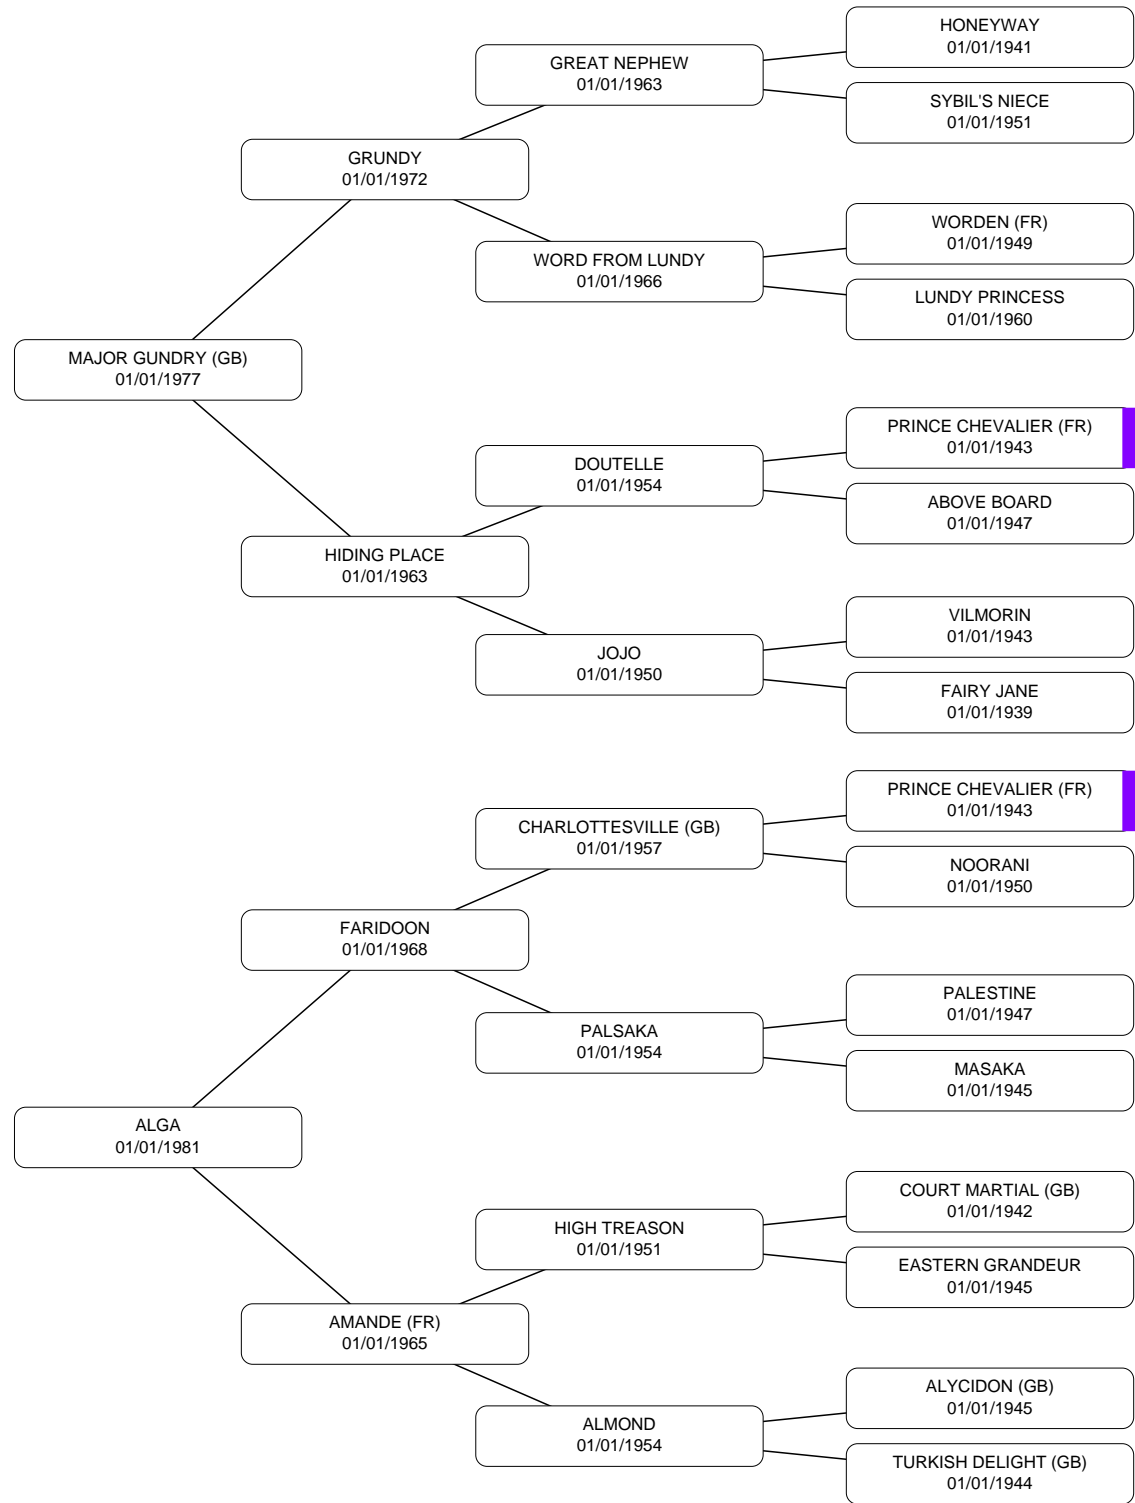 HONEYWAY
01/01/1941
GREAT NEPHEW
01/01/1963
SYBIL'S NIECE
01/01/1951
GRUNDY
01/01/1972
WORDEN (FR)
01/01/1949
WORD FROM LUNDY
01/01/1966
LUNDY PRINCESS
01/01/1960
MAJOR GUNDRY (GB)
01/01/1977
PRINCE CHEVALIER (FR)
01/01/1943
DOUTELLE
01/01/1954
ABOVE BOARD
01/01/1947
HIDING PLACE
01/01/1963
VILMORIN
01/01/1943
JOJO
01/01/1950
FAIRY JANE
01/01/1939
PRINCE CHEVALIER (FR)
01/01/1943
CHARLOTTESVILLE (GB)
01/01/1957
NOORANI
01/01/1950
FARIDOON
01/01/1968
PALESTINE
01/01/1947
PALSAKA
01/01/1954
MASAKA
01/01/1945
ALGA
01/01/1981
COURT MARTIAL (GB)
01/01/1942
HIGH TREASON
01/01/1951
EASTERN GRANDEUR
01/01/1945
AMANDE (FR)
01/01/1965
ALYCIDON (GB)
01/01/1945
ALMOND
01/01/1954
TURKISH DELIGHT (GB)
01/01/1944